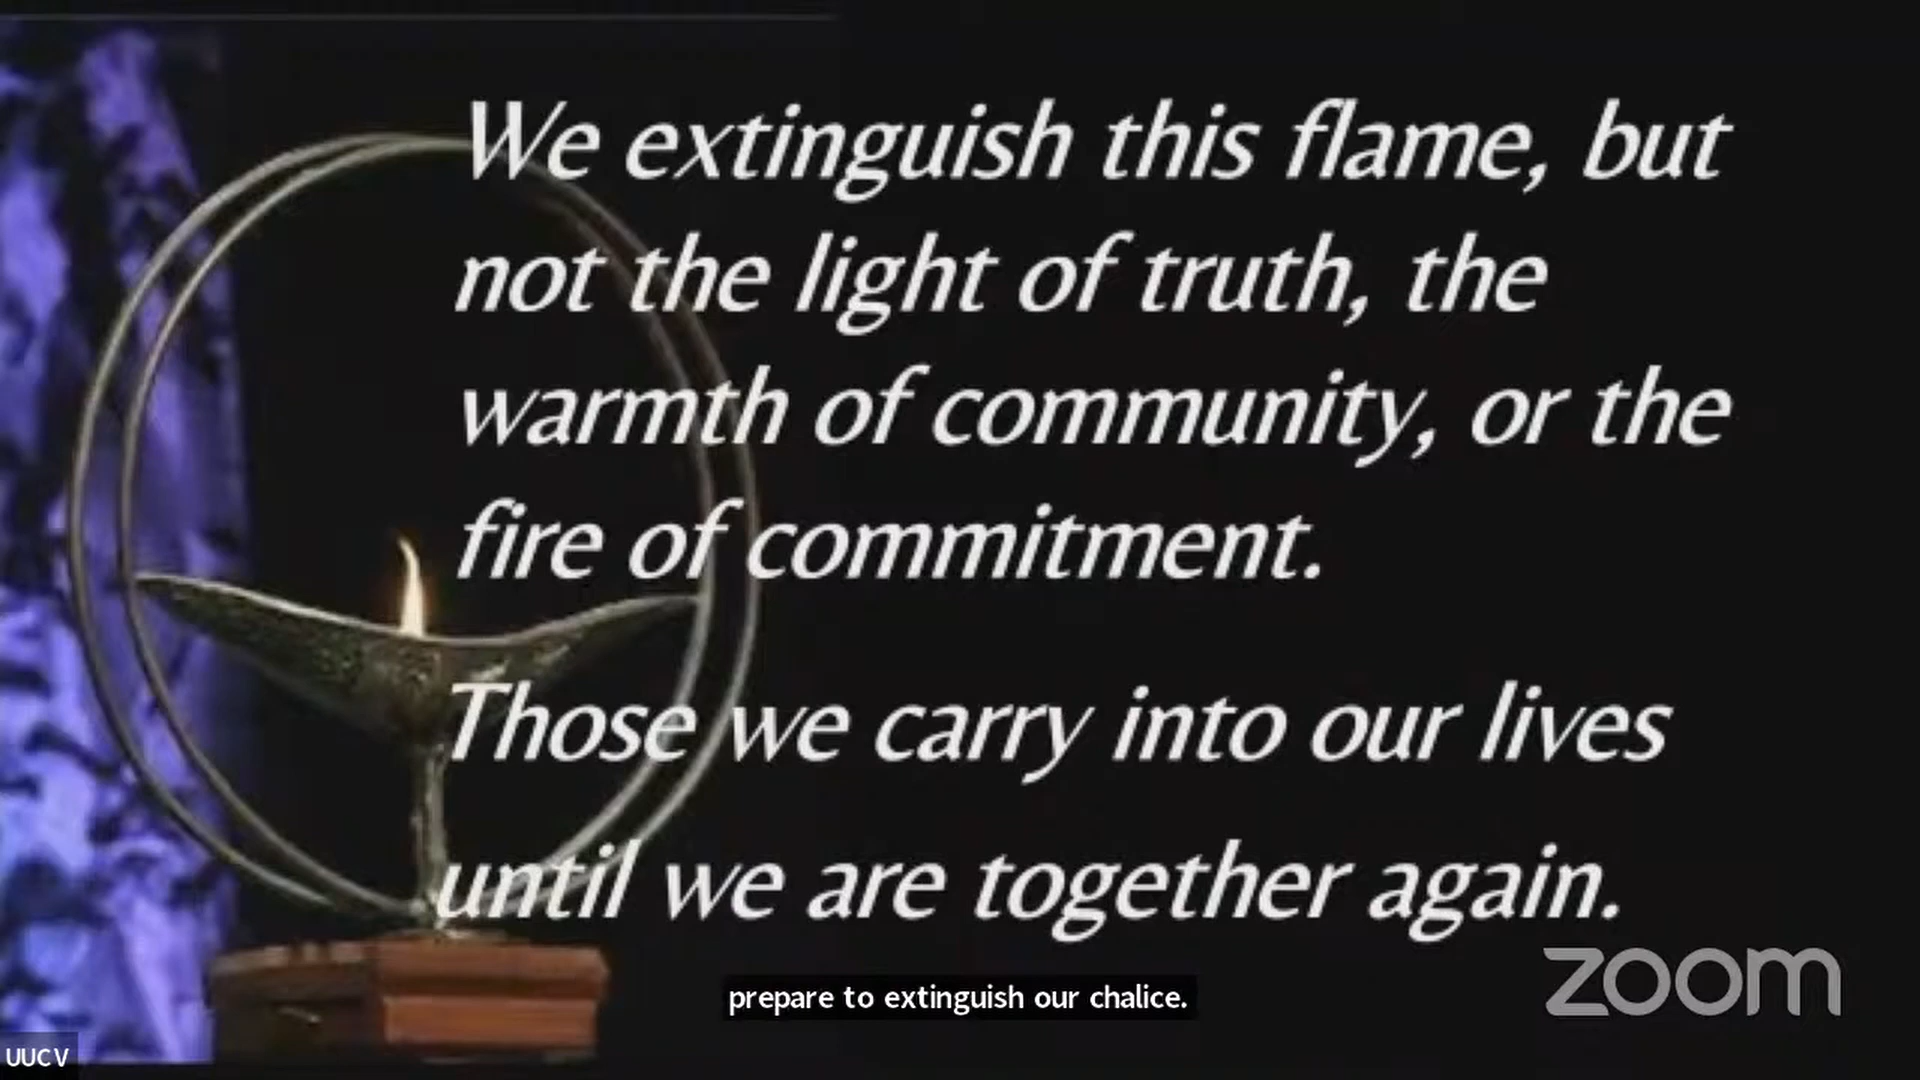 We extinguish this flame, but
not the light of truth, the
warmth of community, or the
fire of commitment.
Those we carry into our lives
until we are together again.
zoom
prepare to extinguish our chalice.
UUCV